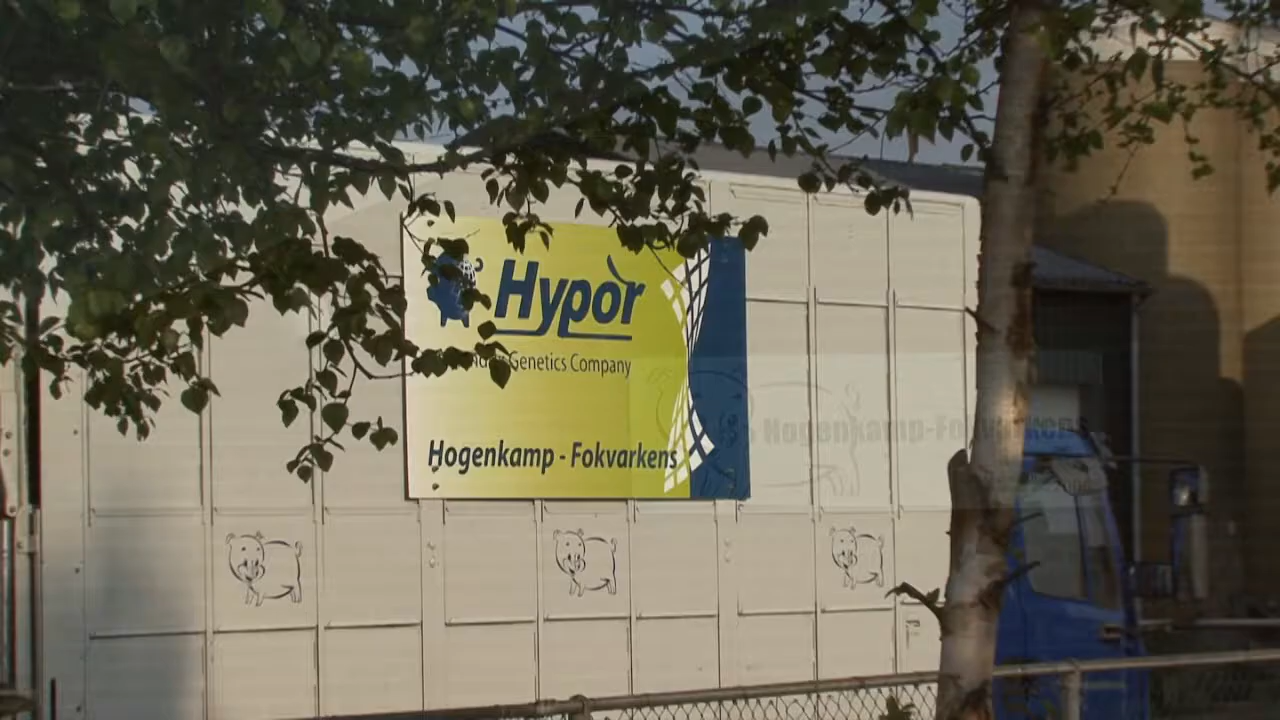 Hypor
Genetics Company
Hogenkamp - Fokvarkens
Hogenkamp-Fokvarkens